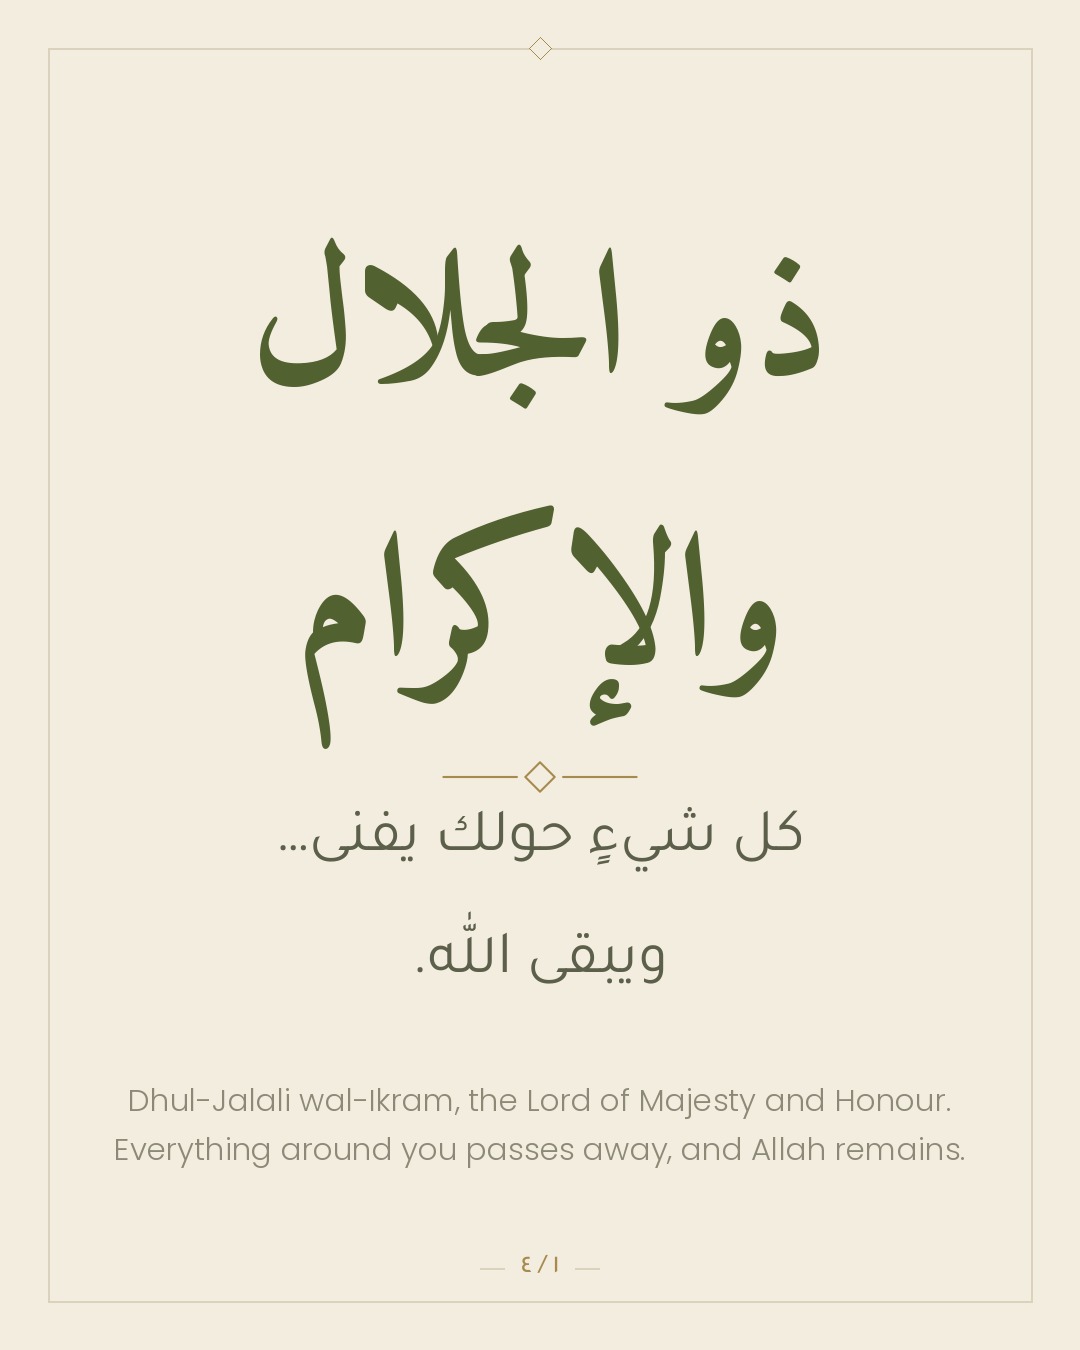 ذو الجلال
والإكرام
كل شيءٍ حولك يفنى...
ويبقى الله.
Dhul-Jalali wal-Ikram, the Lord of Majesty and Honour.
Everything around you passes away, and Allah remains.
١ / ٤